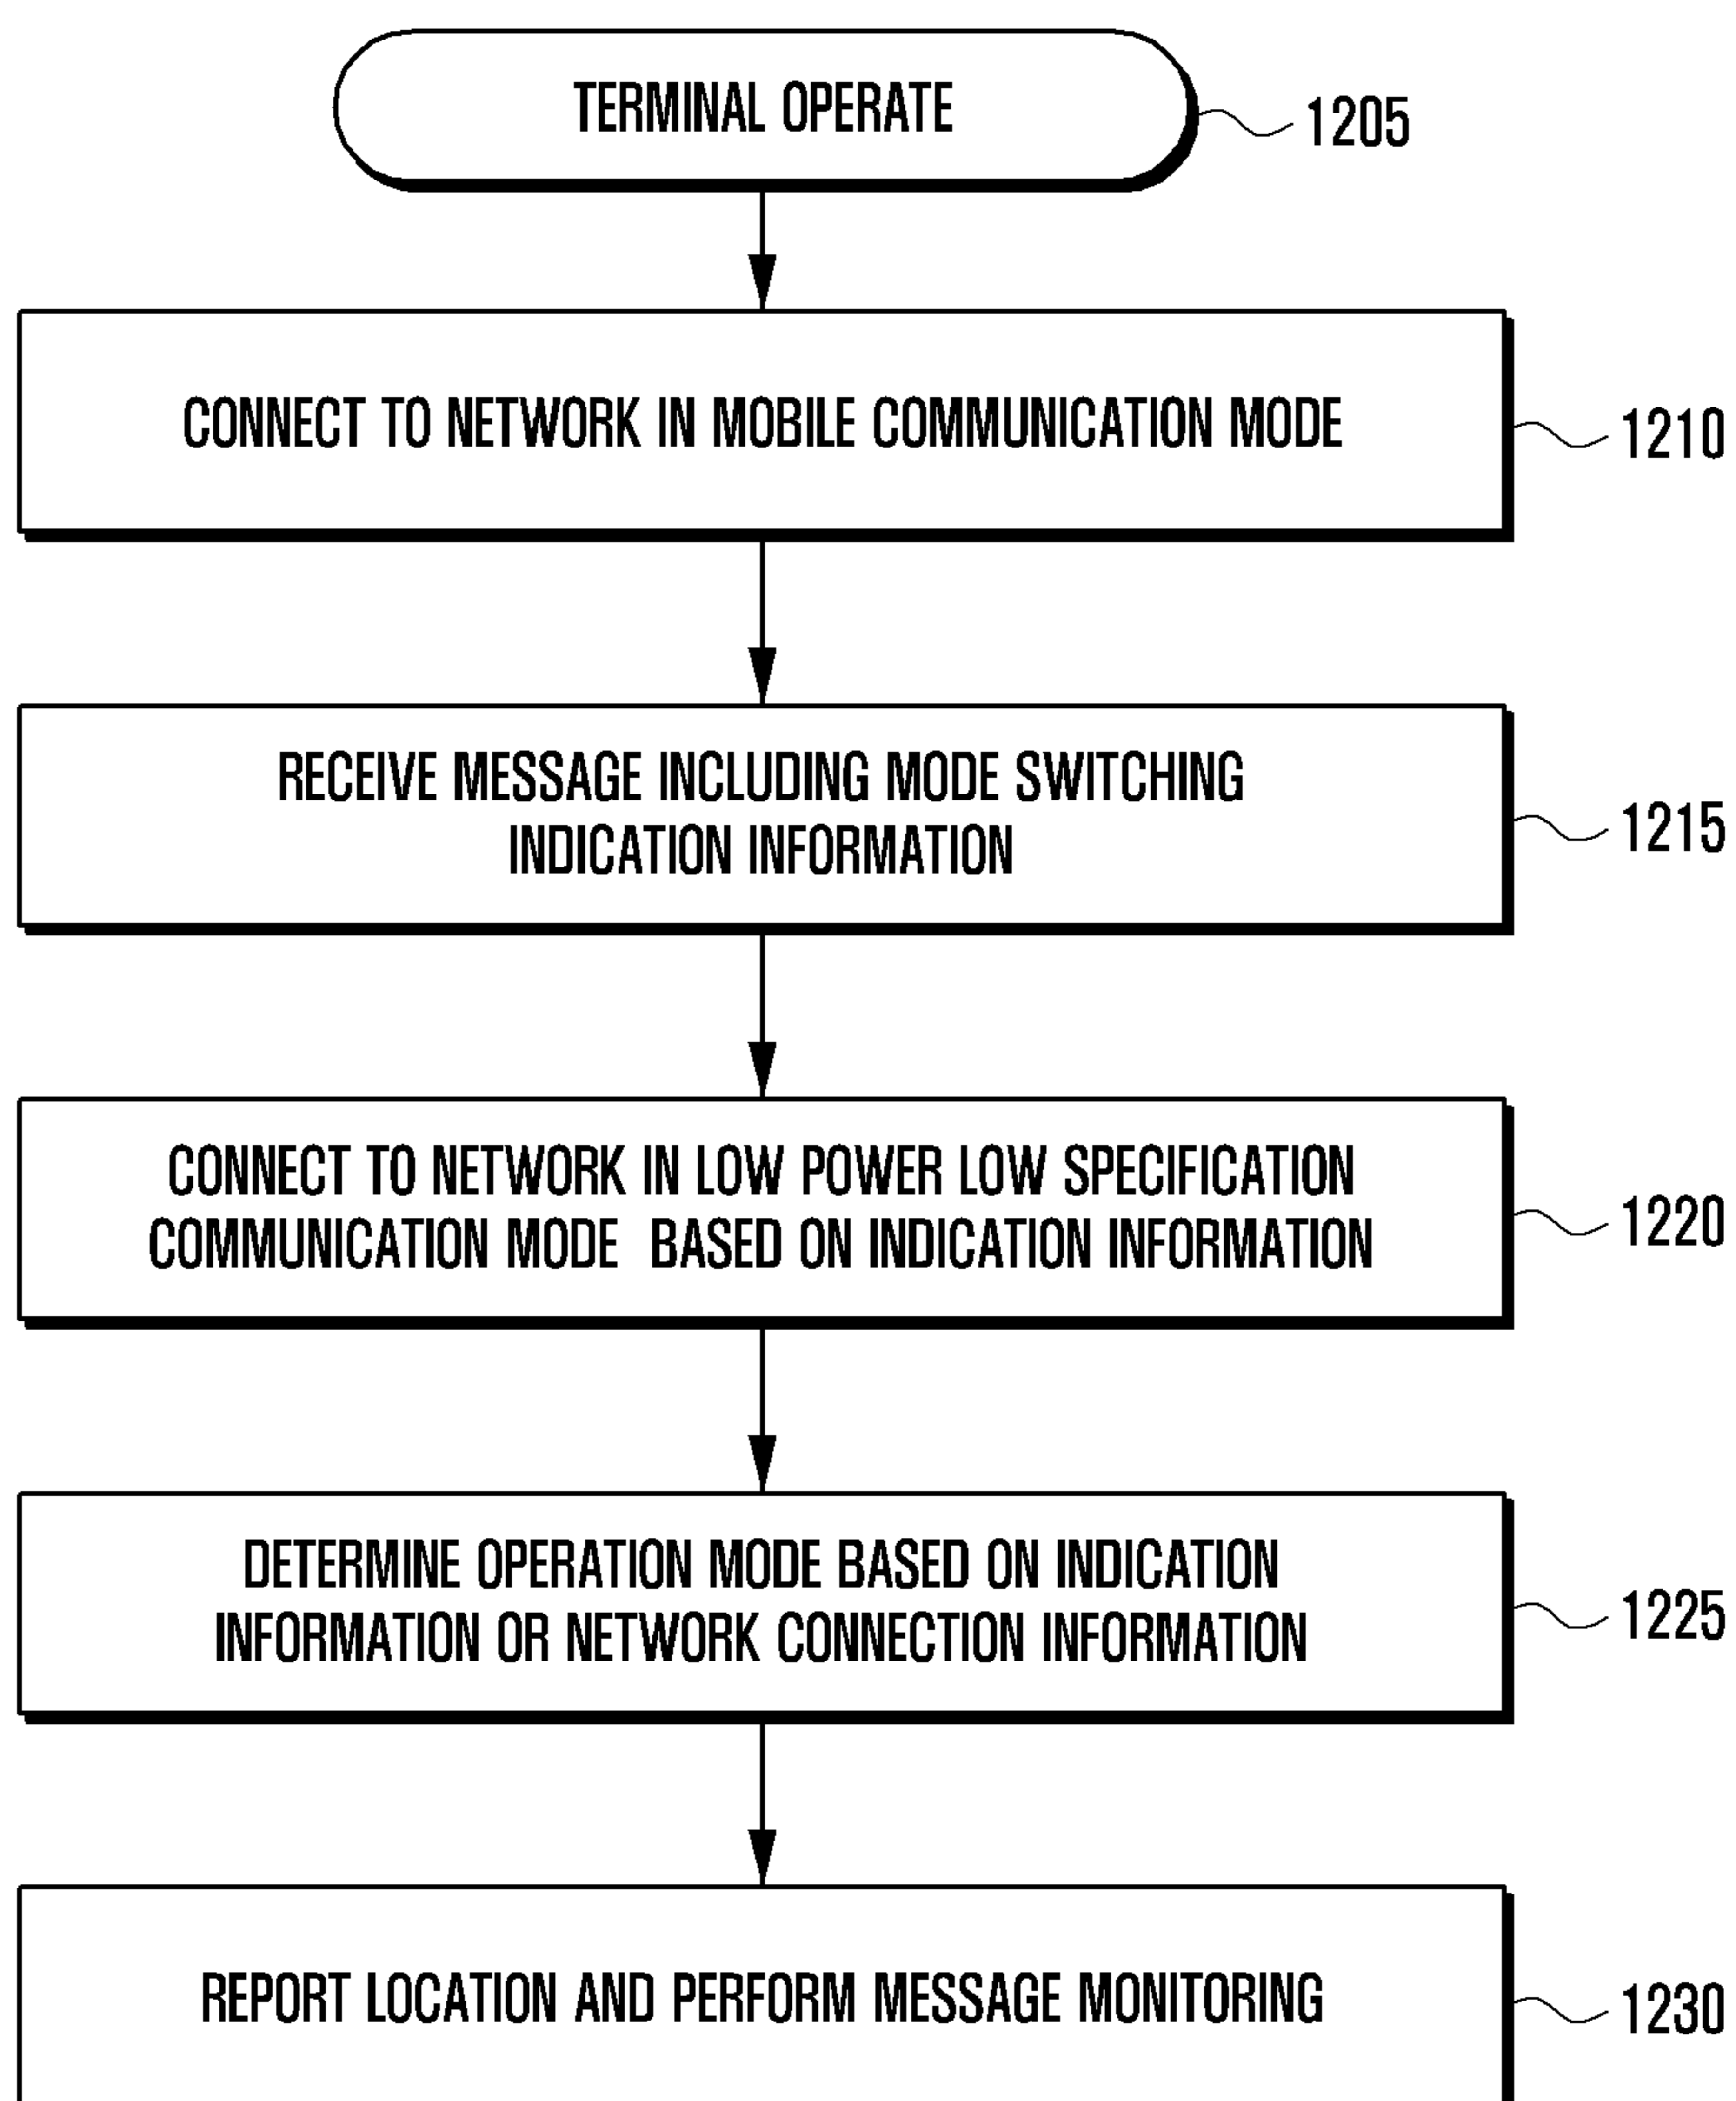 TERMINAL OPERATE
1205
CONNECT TO NETWORK IN MOBILE COMMUNICATION MODE
1210
RECEIVE MESSAGE INCLUDING MODE SWITCHING
INDICATION INFORMATION
1215
CONNECT TO NETWORK IN LOW POWER LOW SPECIFICATION
COMMUNICATION MODE  BASED ON INDICATION INFORMATION
1220
DETERMINE OPERATION MODE BASED ON INDICATION
INFORMATION OR NETWORK CONNECTION INFORMATION
1225
REPORT LOCATION AND PERFORM MESSAGE MONITORING
1230